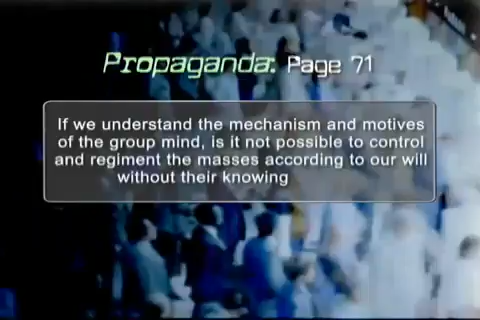 Propaganda: Page 71
If we understand the mechanism and motives
of the group mind, is it not possible to control
and regiment the masses according to our will
without their knowing